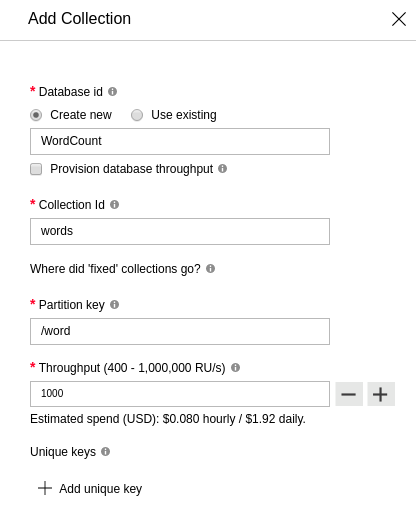 Add Collection
* Database id
Create new Use existing
WordCount
Provision database throughput
* Collection Id
words
Where did 'fixed' collections go?
* Partition key
/word
* Throughput (400 - 1,000,000 RU/s)
1000
Estimated spend (USD): $0.080 hourly / $1.92 daily.
Unique keys
Add unique key